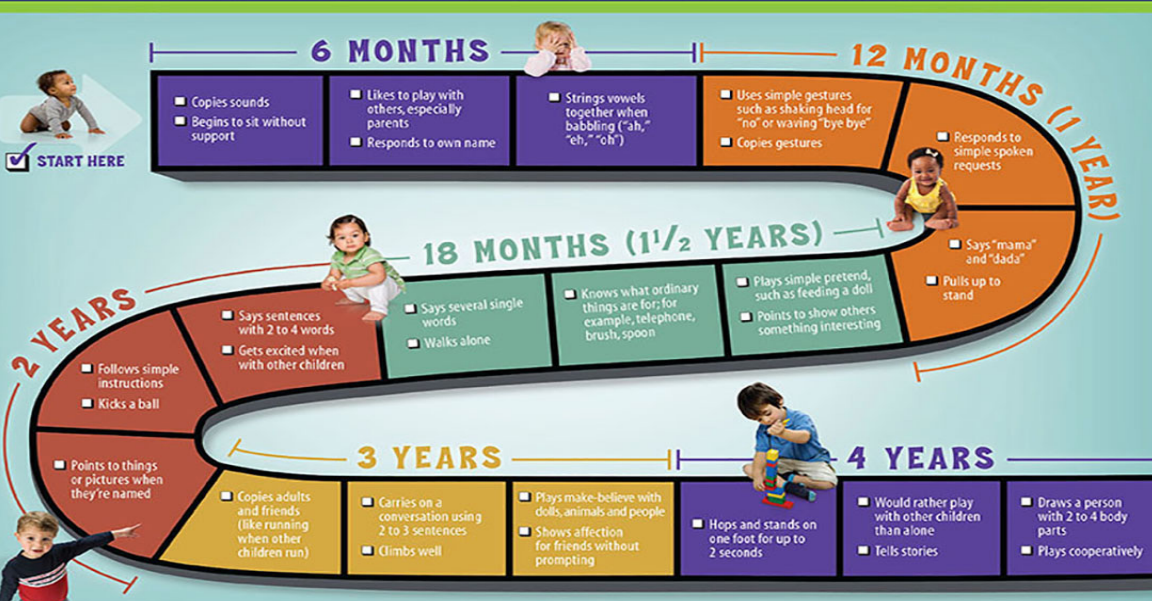 6 MONTHS
12 MONTHS (1 YEAR)
START HERE
Copies sounds
Begins to sit without
support
Likes to play with
others, especially
parents
Responds to own name
Strings vowels
together when
babbling ("ah,"
"eh," "oh")
Uses simple gestures
such as shaking head for
"no" or waving "bye bye"
Copies gestures
Responds to
simple spoken
requests
Says "mama"
and "dada"
Pulls up to
stand
18 MONTHS (1 1/2 YEARS)
Plays simple pretend,
such as feeding a doll
Points to show others
something interesting
Knows what ordinary
things are for; for
example, telephone,
brush, spoon
Says several single
words
Walks alone
2 YEARS
Says sentences
with 2 to 4 words
Gets excited when
with other children
Follows simple
instructions
Kicks a ball
Points to things
or pictures when
they're named
3 YEARS
Copies adults
and friends
(like running
when other
children run)
Carries on a
conversation using
2 to 3 sentences
Climbs well
Plays make-believe with
dolls, animals and people
Shows affection
for friends without
prompting
4 YEARS
Hops and stands on
one foot for up to
2 seconds
Would rather play
with other children
than alone
Tells stories
Draws a person
with 2 to 4 body
parts
Plays cooperatively